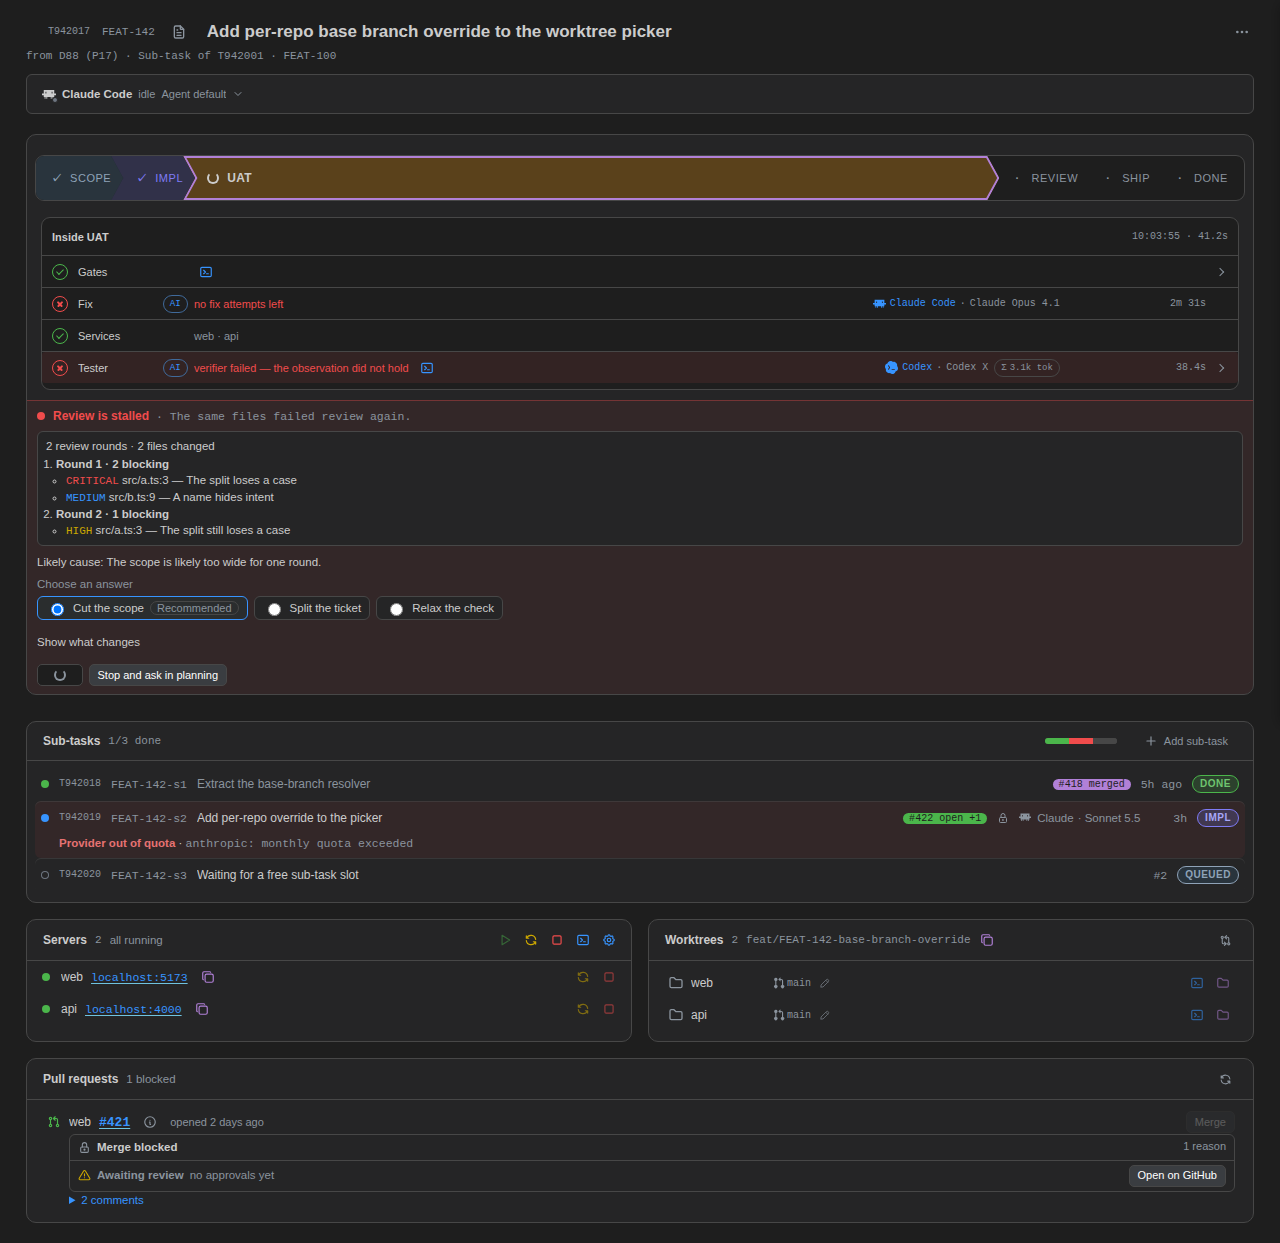 T942017 FEAT-142 Add per-repo base branch override to the worktree picker
from D88 (P17) · Sub-task of T942001 · FEAT-100
Claude Code idle Agent default
SCOPE IMPL UAT REVIEW SHIP DONE
Inside UAT 10:03:55 · 41.2s
Gates
Fix AI no fix attempts left Claude Code · Claude Opus 4.1 2m 31s
Services web · api
Tester AI verifier failed — the observation did not hold Codex · Codex X Σ 3.1k tok 38.4s
Review is stalled · The same files failed review again.
2 review rounds · 2 files changed
1. Round 1 · 2 blocking
CRITICAL src/a.ts:3 — The split loses a case
MEDIUM src/b.ts:9 — A name hides intent
2. Round 2 · 1 blocking
HIGH src/a.ts:3 — The split still loses a case
Likely cause: The scope is likely too wide for one round.
Choose an answer
Cut the scope Recommended Split the ticket Relax the check
Show what changes
Stop and ask in planning
Sub-tasks 1/3 done Add sub-task
T942018 FEAT-142-s1 Extract the base-branch resolver #418 merged 5h ago DONE
T942019 FEAT-142-s2 Add per-repo override to the picker #422 open +1 Claude · Sonnet 5.5 3h IMPL
Provider out of quota · anthropic: monthly quota exceeded
T942020 FEAT-142-s3 Waiting for a free sub-task slot #2 QUEUED
Servers 2 all running
web localhost:5173
api localhost:4000
Worktrees 2 feat/FEAT-142-base-branch-override
web main
api main
Pull requests 1 blocked
web #421 opened 2 days ago Merge
Merge blocked 1 reason
Awaiting review no approvals yet Open on GitHub
2 comments